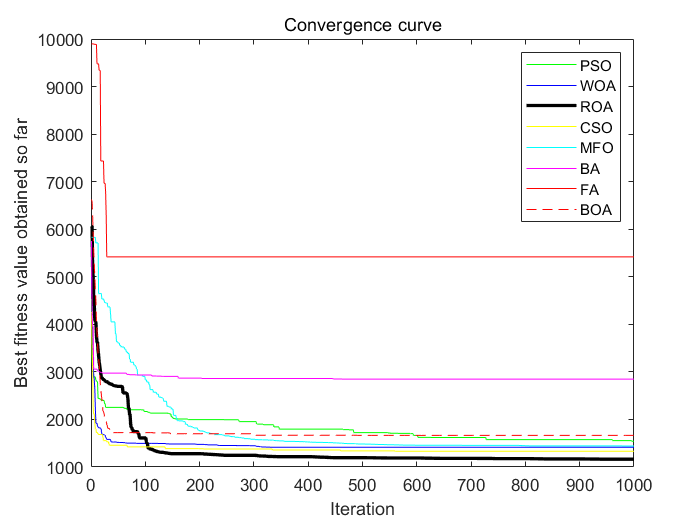 Convergence curve
Best fitness value obtained so far
10000
9000
8000
7000
6000
5000
4000
3000
2000
1000
PSO
WOA
ROA
CSO
MFO
BA
FA
BOA
0 100 200 300 400 500 600 700 800 900 1000
Iteration